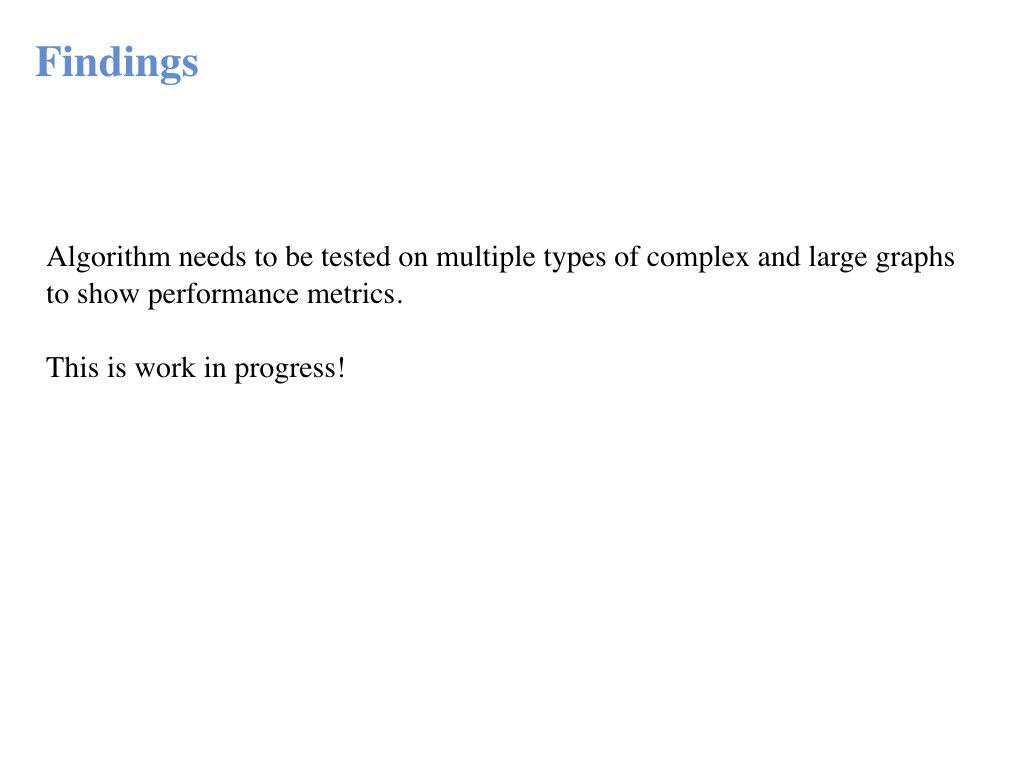 Findings
Algorithm needs to be tested on multiple types of complex and large graphs
to show performance metrics.
This is work in progress!